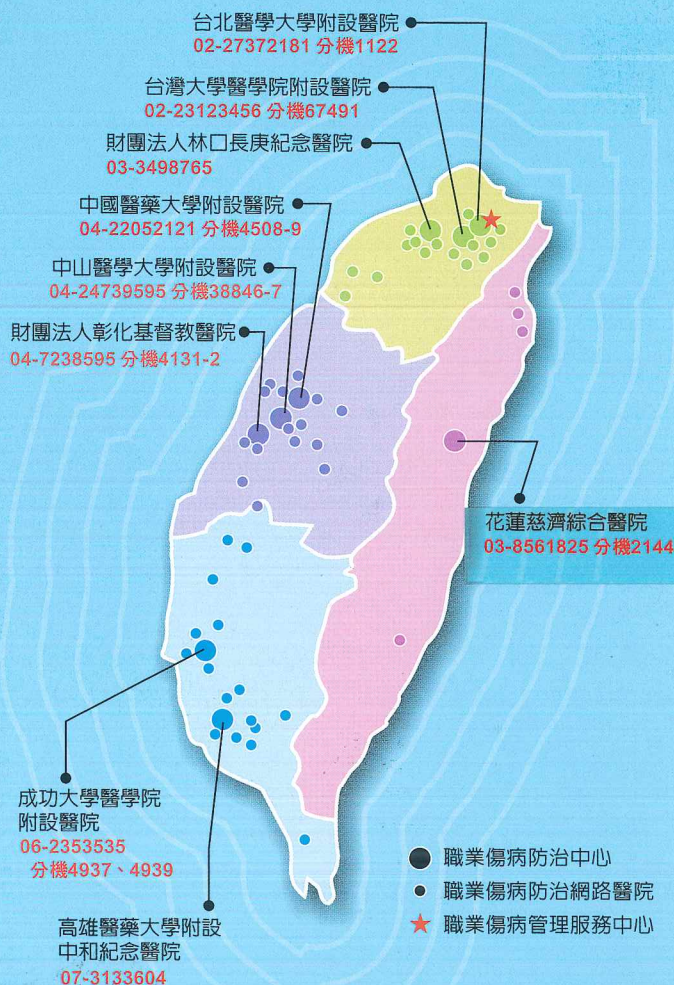 台北醫學大學附設醫院
02-27372181 分機1122
台灣大學醫學院附設醫院
02-23123456 分機67491
財團法人林口長庚紀念醫院
03-3498765
中國醫藥大學附設醫院
04-22052121 分機4508-9
中山醫學大學附設醫院
04-24739595 分機38846-7
財團法人彰化基督教醫院
04-7238595 分機4131-2
花蓮慈濟綜合醫院
03-8561825 分機2144
成功大學醫學院
附設醫院
06-2353535
分機4937、4939
高雄醫藥大學附設
中和紀念醫院
07-3133604
職業傷病防治中心
職業傷病防治網路醫院
職業傷病管理服務中心